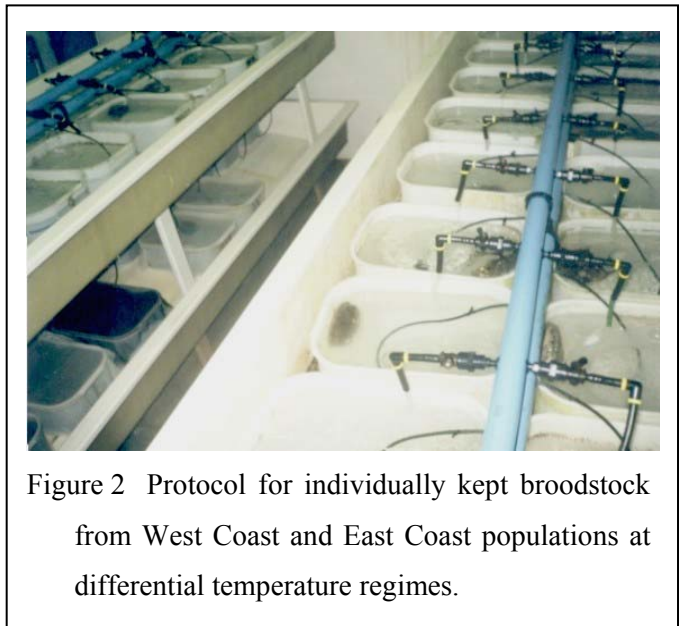 Figure 2 Protocol for individually kept broodstock
from West Coast and East Coast populations at
differential temperature regimes.